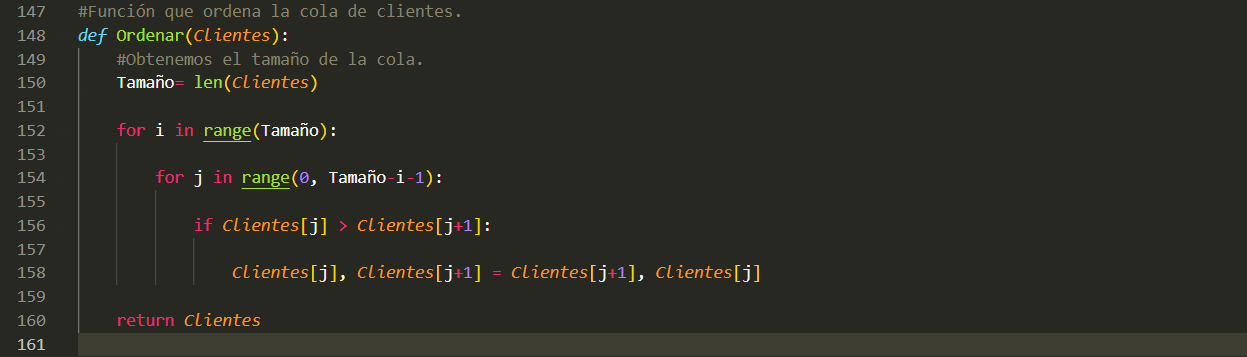 147 #Función que ordena la cola de clientes.
148 def Ordenar(Clientes):
149 #Obtenemos el tamaño de la cola.
150 Tamaño= len(Clientes)
151
152 for i in range(Tamaño):
153
154 for j in range(0, Tamaño-i-1):
155
156 if Clientes[j] > Clientes[j+1]:
157
158 Clientes[j], Clientes[j+1] = Clientes[j+1], Clientes[j]
159
160 return Clientes
161